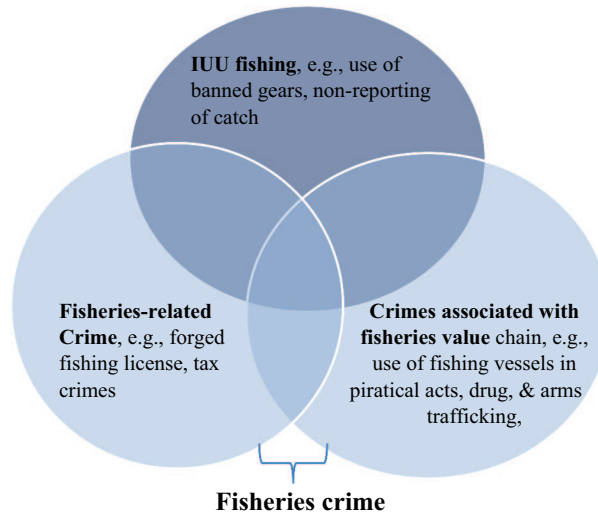 IUU fishing, e.g., use of
banned gears, non-reporting
of catch
Fisheries-related
Crime, e.g., forged
fishing license, tax
crimes
Crimes associated with
fisheries value chain, e.g.,
use of fishing vessels in
piratical acts, drug, & arms
trafficking,
Fisheries crime